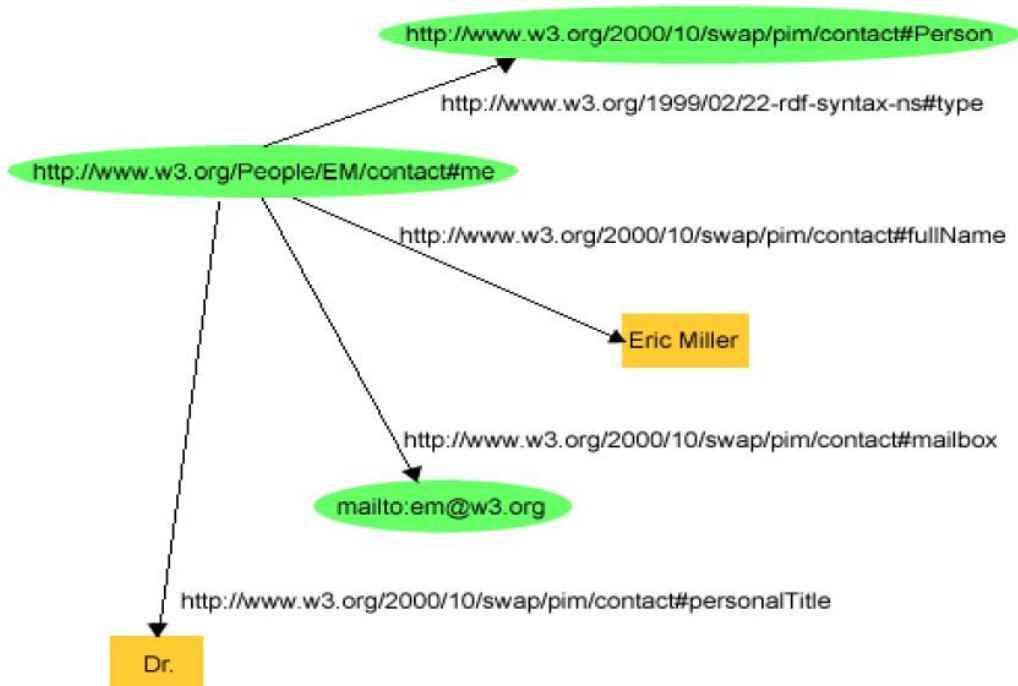 http://www.w3.org/2000/10/swap/pim/contact#Person
http://www.w3.org/1999/02/22-rdf-syntax-ns#type
http://www.w3.org/People/EM/contact#me
http://www.w3.org/2000/10/swap/pim/contact#fullName
Eric Miller
http://www.w3.org/2000/10/swap/pim/contact#mailbox
mailto:em@w3.org
http://www.w3.org/2000/10/swap/pim/contact#personalTitle
Dr.